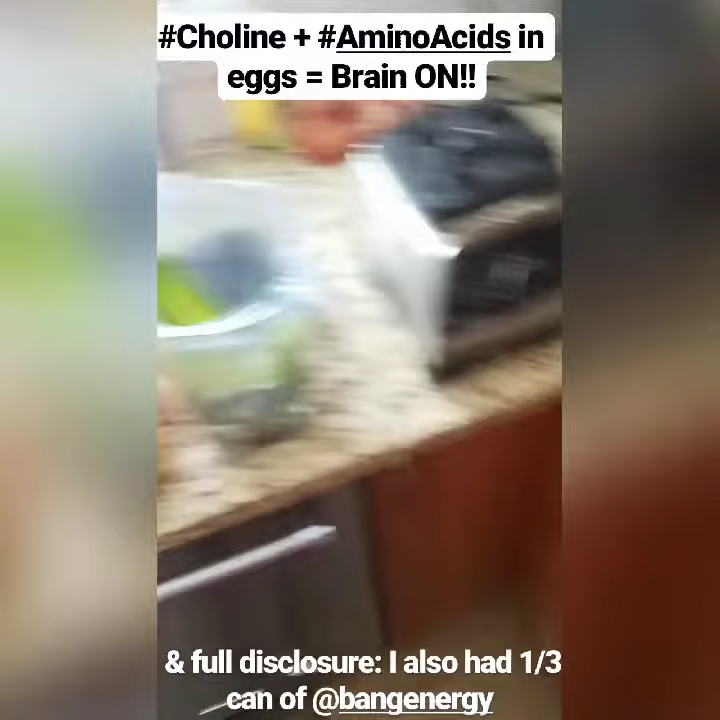 #Choline + #AminoAcids in
eggs = Brain ON!!
& full disclosure: I also had 1/3
can of @bangenergy